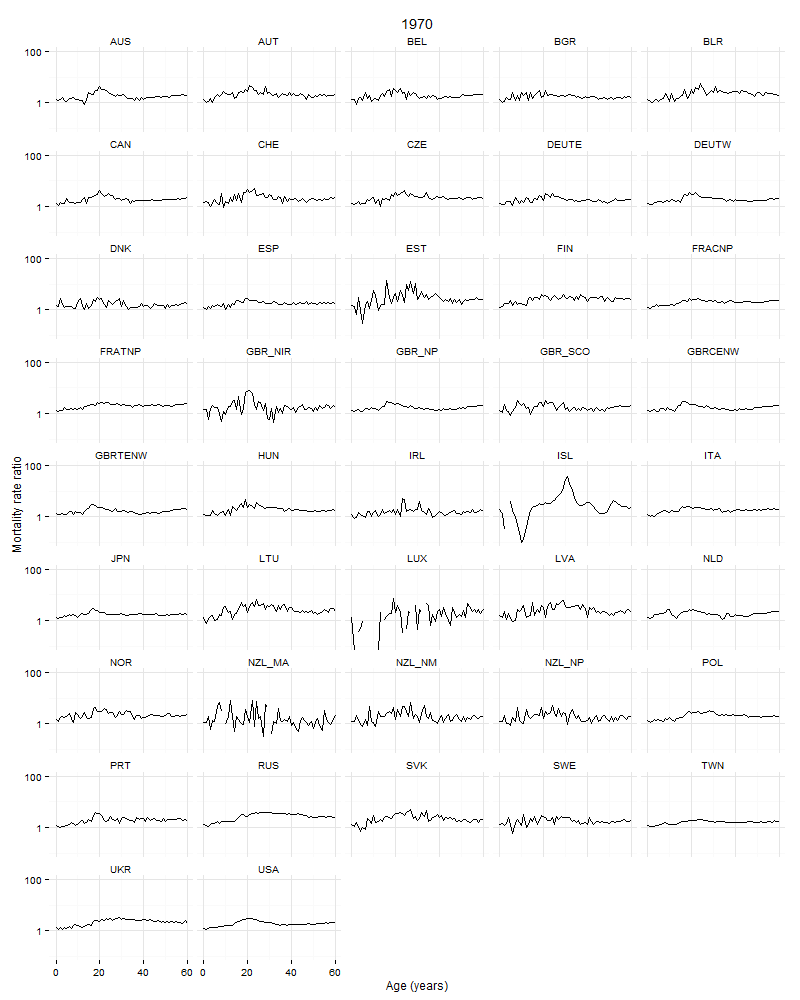 1970
AUS AUT BEL BGR BLR
100
1
CAN CHE CZE DEUTE DEUTW
100
1
DNK ESP EST FIN FRACNP
100
1
FRATNP GBR_NIR GBR_NP GBR_SCO GBRCENW
100
1
GBRTENW HUN IRL ISL ITA
100
1
JPN LTU LUX LVA NLD
100
1
NOR NZL_MA NZL_NM NZL_NP POL
100
1
PRT RUS SVK SWE TWN
100
1
UKR USA
100
1
0 20 40 60 0 20 40 60
Age (years)
Mortality rate ratio